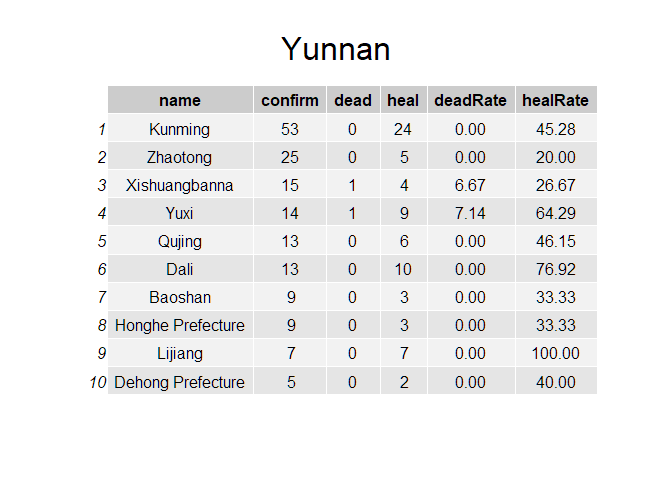 Yunnan
name confirm dead heal deadRate healRate
1 Kunming 53 0 24 0.00 45.28
2 Zhaotong 25 0 5 0.00 20.00
3 Xishuangbanna 15 1 4 6.67 26.67
4 Yuxi 14 1 9 7.14 64.29
5 Qujing 13 0 6 0.00 46.15
6 Dali 13 0 10 0.00 76.92
7 Baoshan 9 0 3 0.00 33.33
8 Honghe Prefecture 9 0 3 0.00 33.33
9 Lijiang 7 0 7 0.00 100.00
10 Dehong Prefecture 5 0 2 0.00 40.00